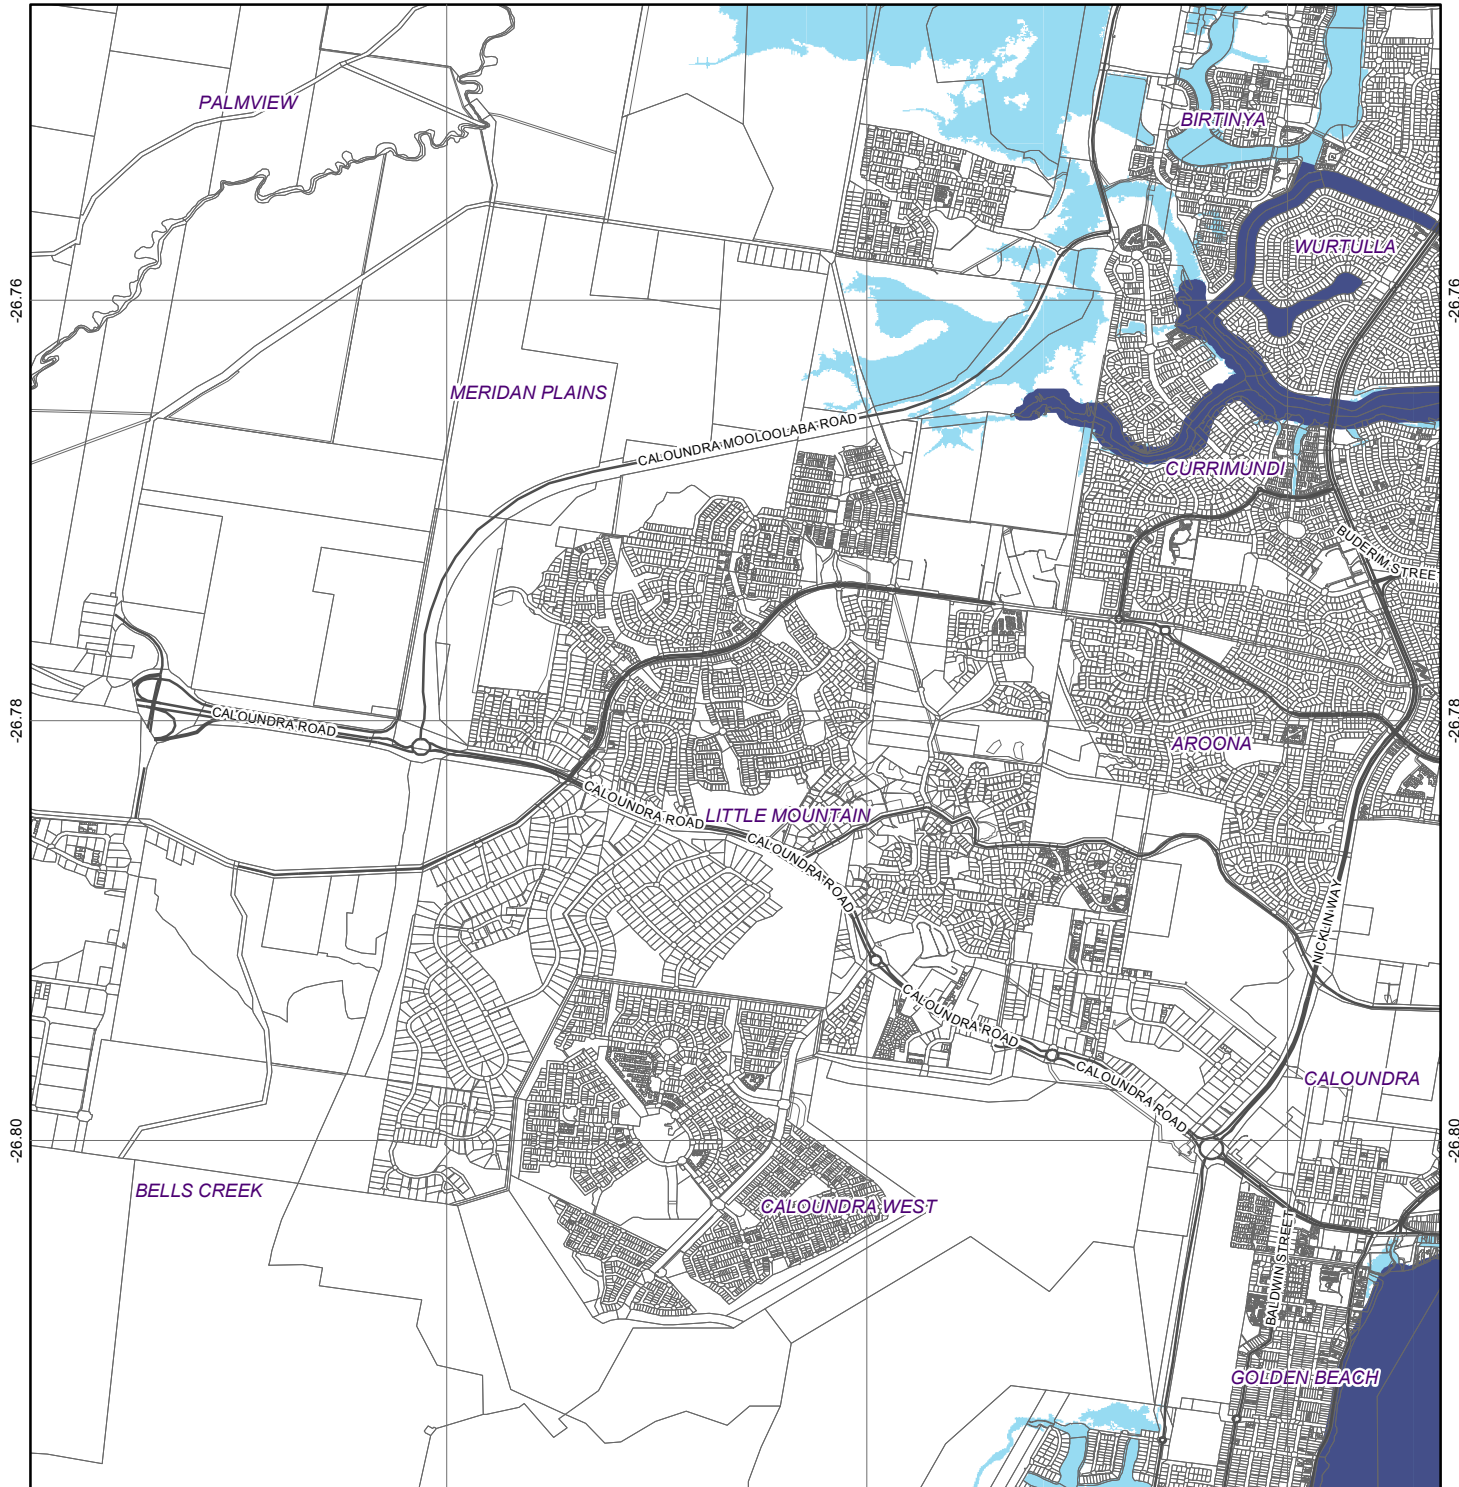 PALMVIEW
BIRTINYA
WURTULLA
-26.76
-26.76
MERIDAN PLAINS
CALOUNDRA MOOLOOLABA ROAD
CURRIMUNDI
BUDERIM STREET
-26.78
CALOUNDRA ROAD
-26.78
AROONA
CALOUNDRA ROAD
LITTLE MOUNTAIN
CALOUNDRA ROAD
NICKLIN WAY
CALOUNDRA ROAD
CALOUNDRA ROAD
CALOUNDRA
-26.80
-26.80
BELLS CREEK
CALOUNDRA WEST
BALDWIN STREET
GOLDEN BEACH